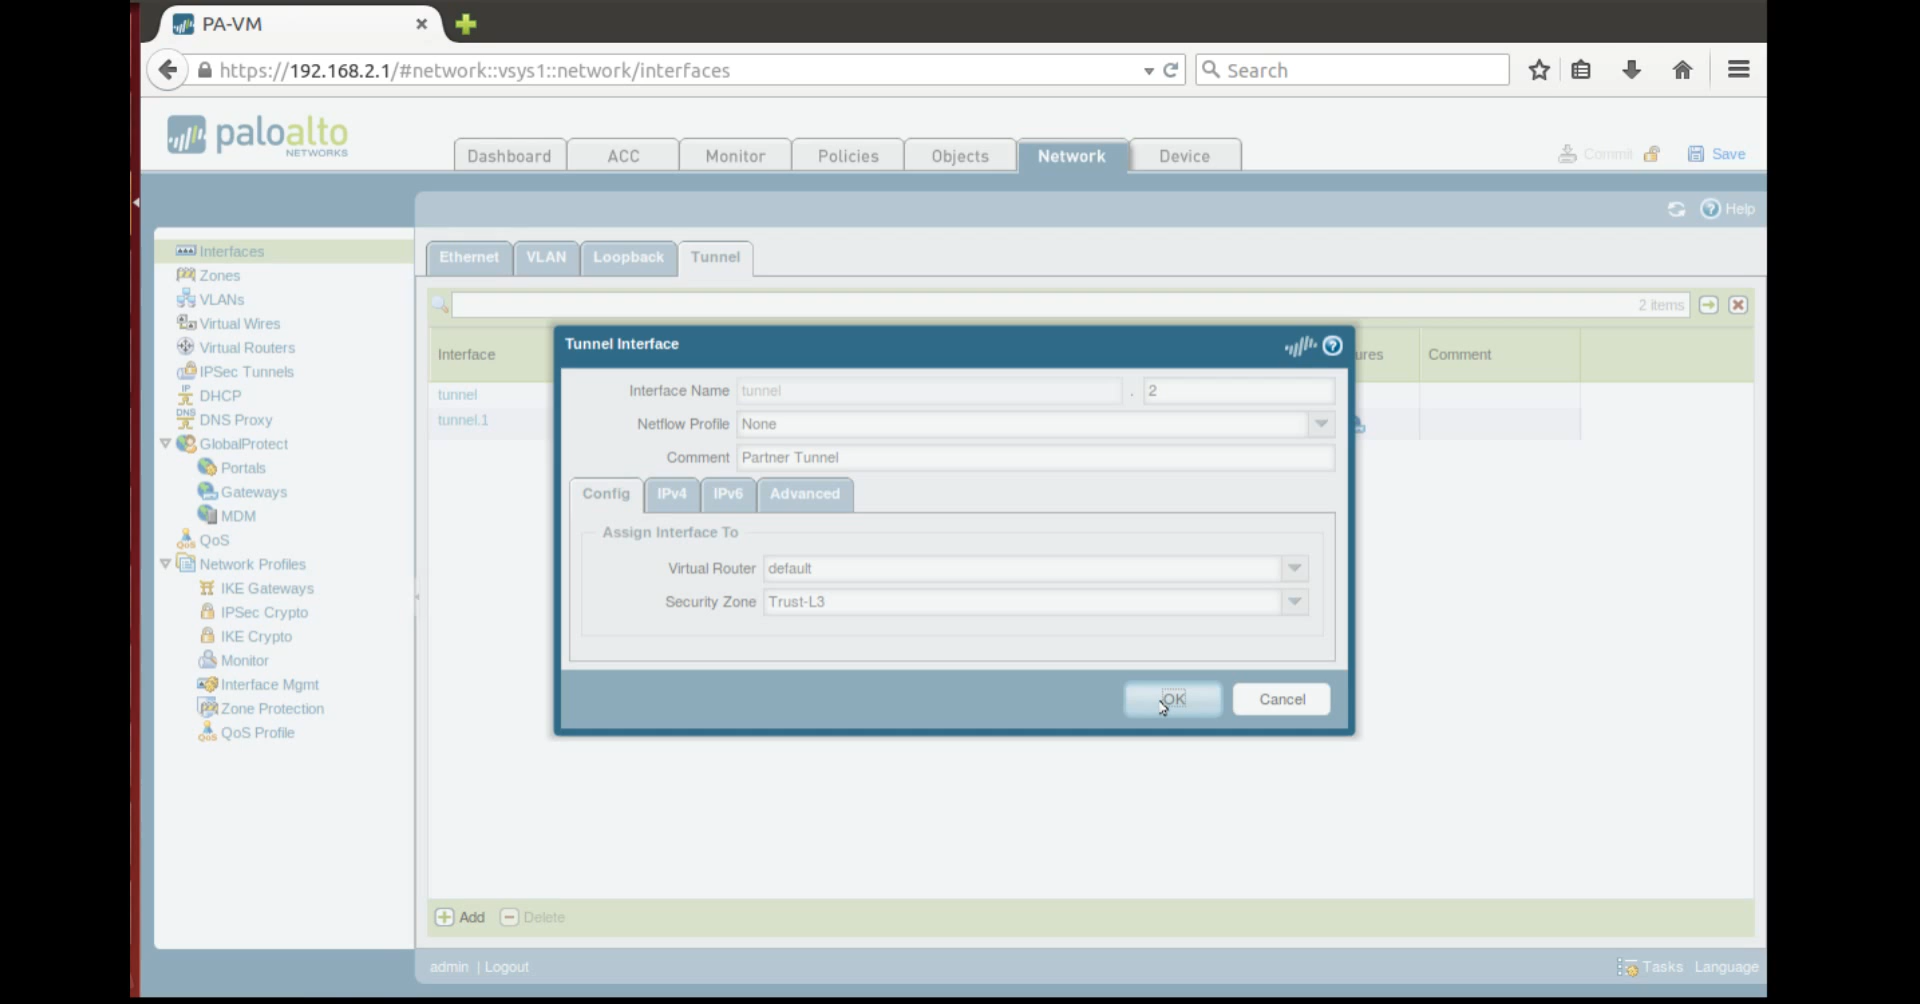 PA-VM
https://192.168.2.1/#network::vsys1::network/interfaces
Search
paloalto
NETWORKS
Dashboard
ACC
Monitor
Policies
Objects
Network
Device
Commit
Save
Help
Interfaces
Zones
VLANs
Virtual Wires
Virtual Routers
IPSec Tunnels
DHCP
DNS Proxy
GlobalProtect
Portals
Gateways
MDM
QoS
Network Profiles
IKE Gateways
IPSec Crypto
IKE Crypto
Monitor
Interface Mgmt
Zone Protection
QoS Profile
Ethernet
VLAN
Loopback
Tunnel
2 items
Interface
ures
Comment
tunnel
tunnel.1
Tunnel Interface
Interface Name tunnel . 2
Netflow Profile None
Comment Partner Tunnel
Config
IPv4
IPv6
Advanced
Assign Interface To
Virtual Router default
Security Zone Trust-L3
OK
Cancel
Add
Delete
admin | Logout
Tasks
Language